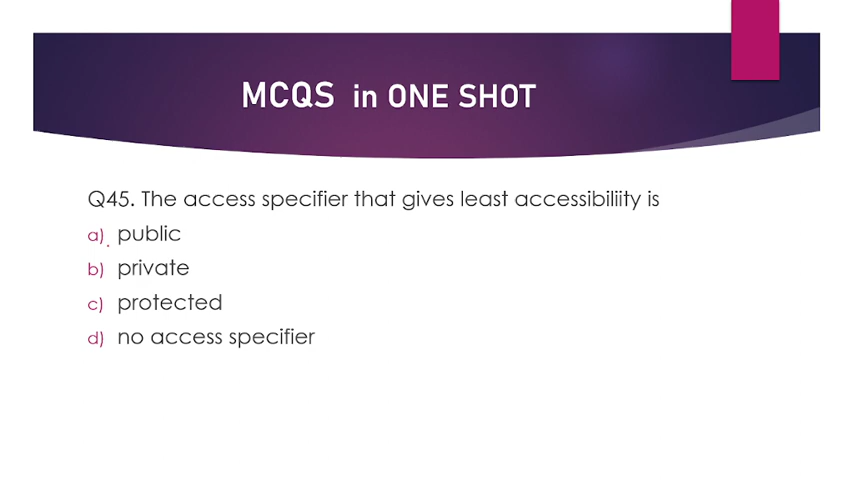 MCQS in ONE SHOT
Q45. The access specifier that gives least accessibiliity is
a) public
b) private
c) protected
d) no access specifier